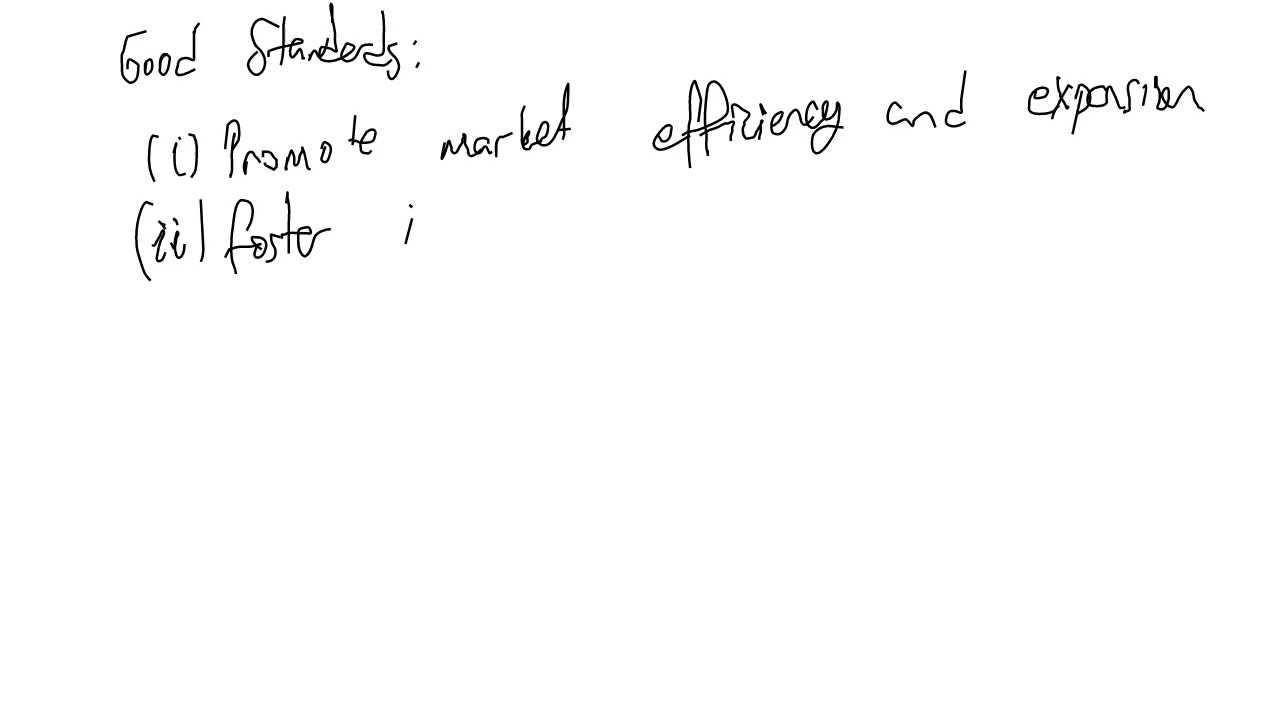 Good Standards:
(i) Promote market efficiency and expansion
(ii) foster i